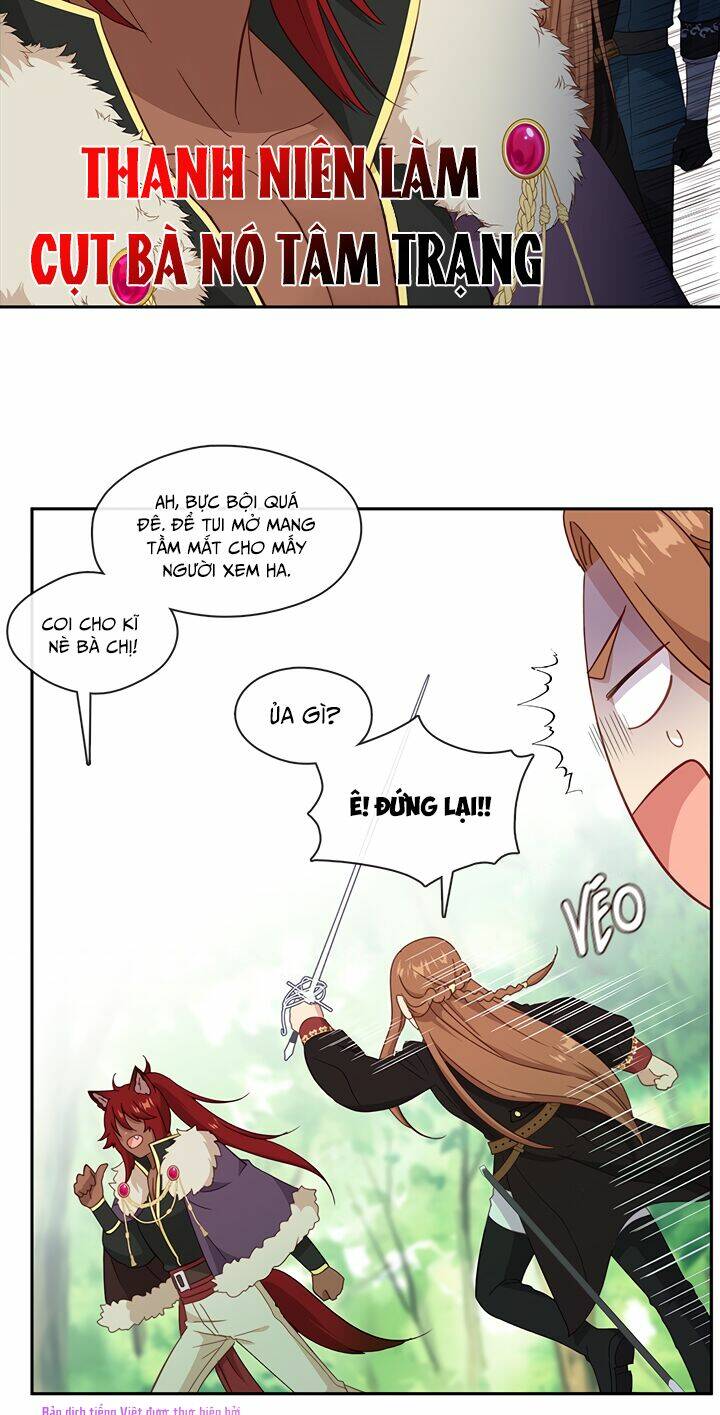 THANH NIÊN LÀM
CỤT BÀ NÓ TÂM TRẠNG
AH, BỰC BỘI QUÁ
ĐÊ. ĐỂ TUI MỞ MANG
TẦM MẮT CHO MẤY
NGƯỜI XEM HA.
COI CHO KĨ
NÈ BÀ CHỊ!
ỦA GÌ?
Ê! ĐỨNG LẠI!!
VÉO
Bản dịch tiếng Việt được thực hiện bởi